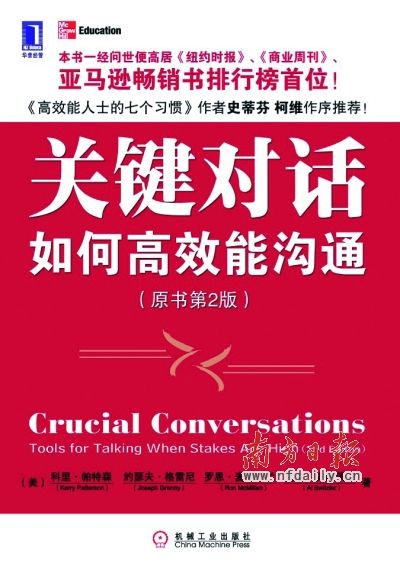 Mc
Graw
Hill
Education
华章经管
本书一经问世便高居《纽约时报》、《商业周刊》、
亚马逊畅销书排行榜首位！
《高效能人士的七个习惯》作者史蒂芬 柯维作序推荐！
关键对话
如何高效能沟通
（原书第2版）
Crucial Conversations
Tools for Talking When Stakes Are High
南方日报
www.nfdaily.cn
（美） 科里·帕特森 约瑟夫·格雷尼 罗恩· 著
(Kerry Patterson) (Joseph Grenny) (Ron McMillan) (Al Switzler)
机械工业出版社
China Machine Press